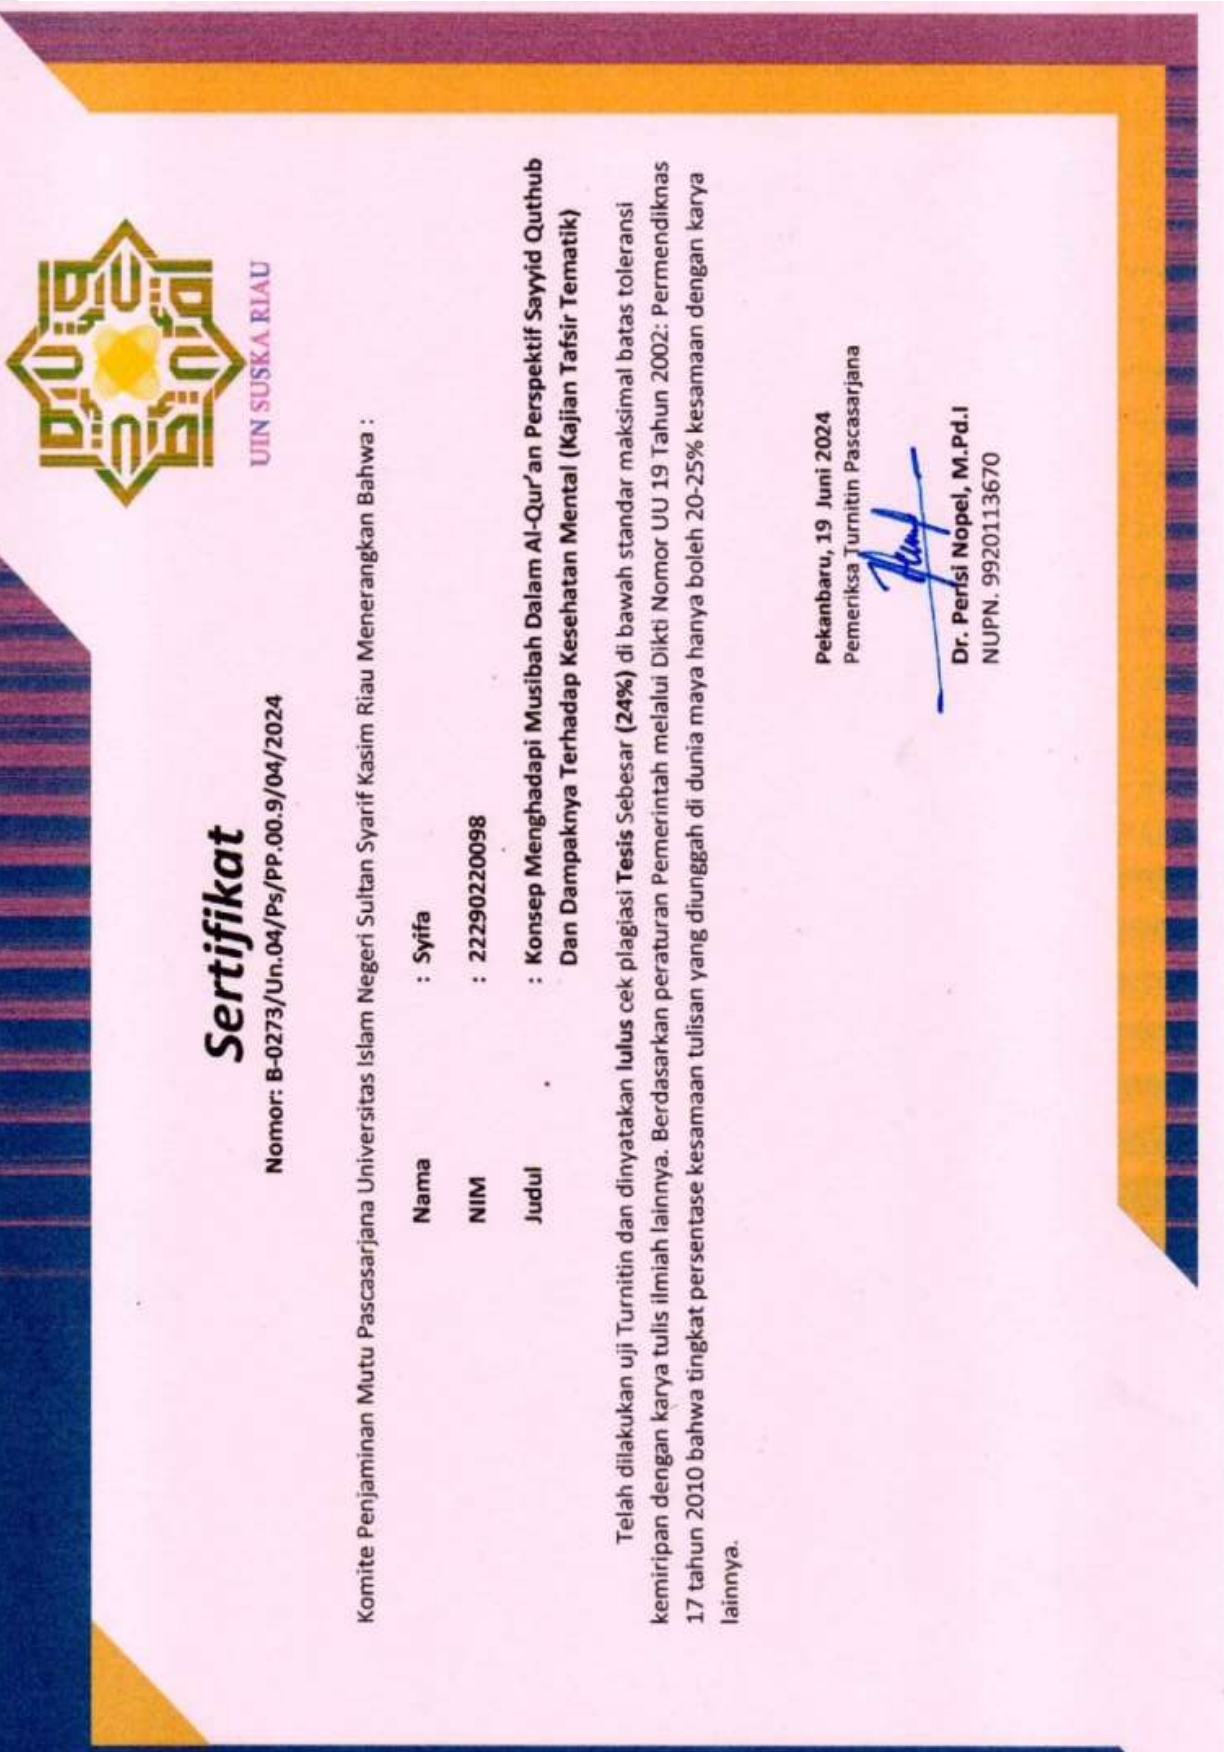 UIN SUSKA RIAU
Sertifikat
Nomor: B-0273/Un.04/Ps/PP.00.9/04/2024
Komite Penjaminan Mutu Pascasarjana Universitas Islam Negeri Sultan Syarif Kasim Riau Menerangkan Bahwa :
Nama : Syifa
NIM : 22290220098
Judul : Konsep Menghadapi Musibah Dalam Al-Qur'an Perspektif Sayyid Quthub
Dan Dampaknya Terhadap Kesehatan Mental (Kajian Tafsir Tematik)
Telah dilakukan uji Turnitin dan dinyatakan lulus cek plagiasi Tesis Sebesar (24%) di bawah standar maksimal batas toleransi
kemiripan dengan karya tulis ilmiah lainnya. Berdasarkan peraturan Pemerintah melalui Dikti Nomor UU 19 Tahun 2002: Permendiknas
17 tahun 2010 bahwa tingkat persentase kesamaan tulisan yang diunggah di dunia maya hanya boleh 20-25% kesamaan dengan karya
lainnya.
Pekanbaru, 19 Juni 2024
Pemeriksa Turnitin Pascasarjana
Dr. Perisi Nopel, M.Pd.I
NUPN. 9920113670